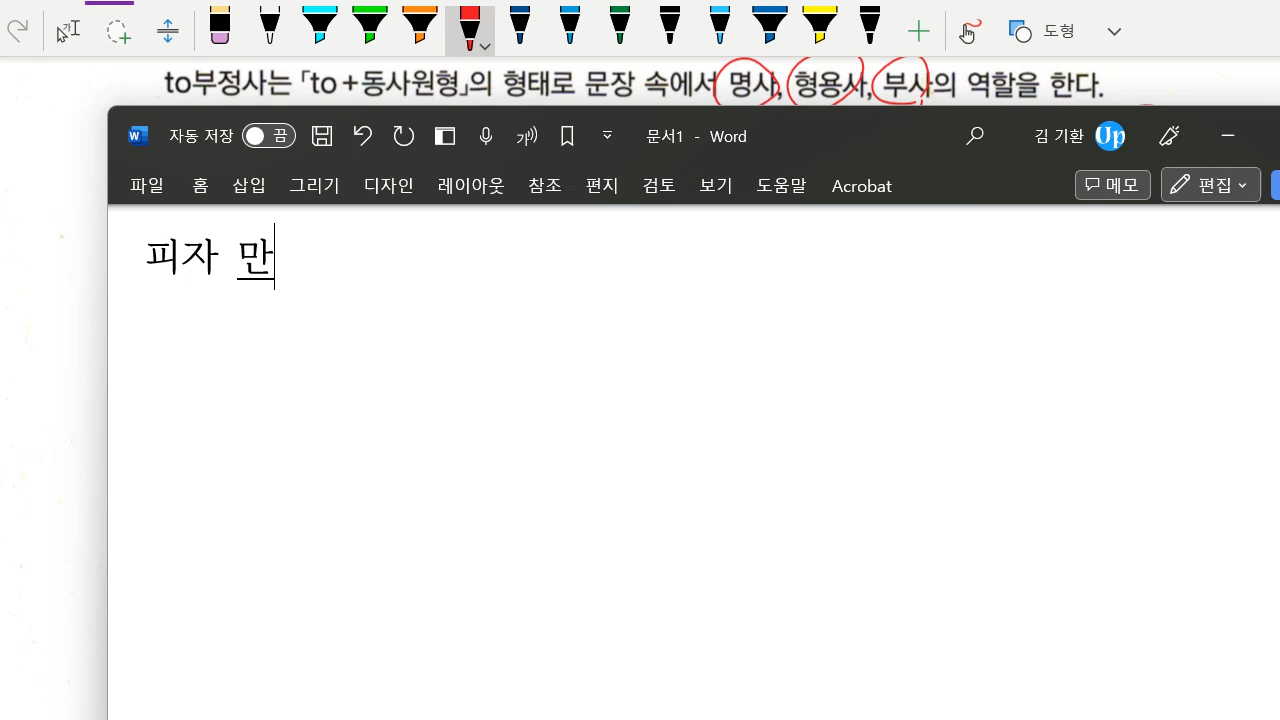 도형
to부정사는 「to+동사원형」의 형태로 문장 속에서 명사, 형용사, 부사의 역할을 한다.
자동 저장 끔 문서1 - Word 김 기환 Up
파일 홈 삽입 그리기 디자인 레이아웃 참조 편지 검토 보기 도움말 Acrobat 메모 편집
피자 만